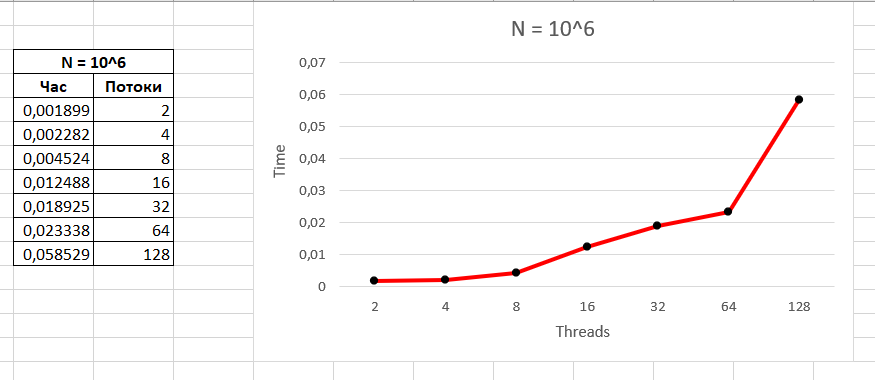 N = 10^6
Час Потоки
0,001899 2
0,002282 4
0,004524 8
0,012488 16
0,018925 32
0,023338 64
0,058529 128
N = 10^6
0,07
0,06
0,05
0,04
0,03
0,02
0,01
0
Time
2 4 8 16 32 64 128
Threads